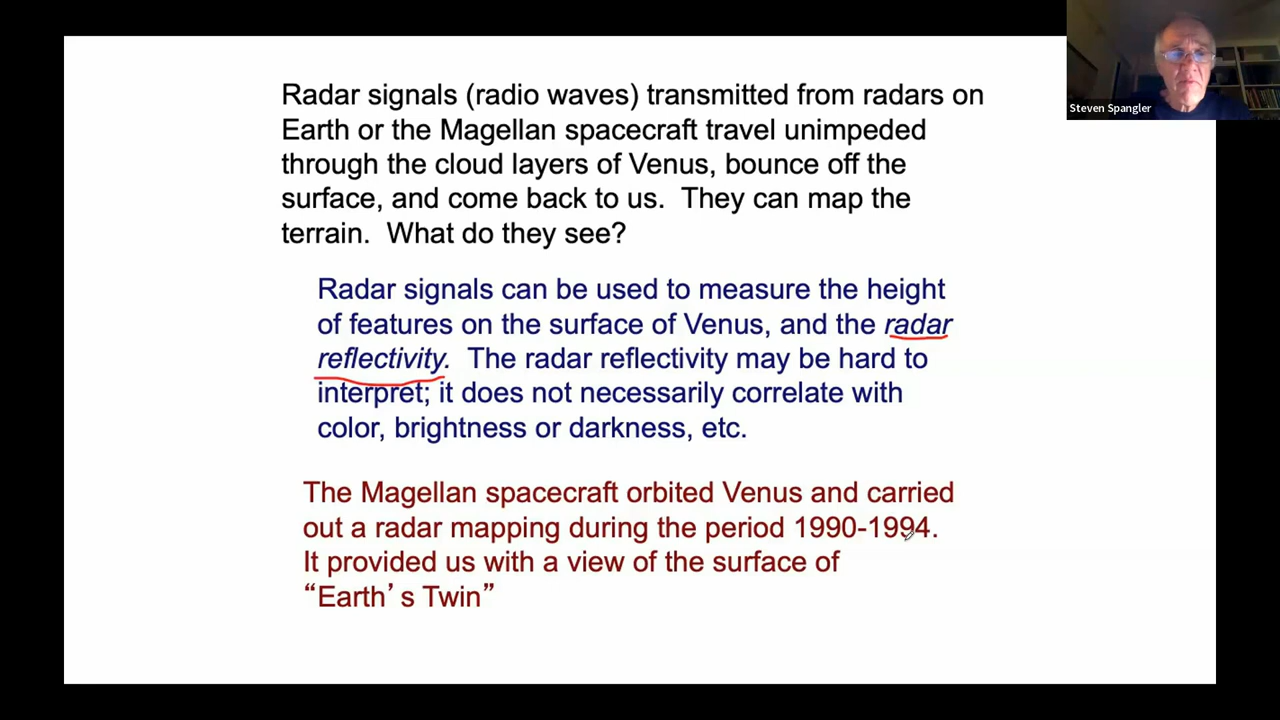 Radar signals (radio waves) transmitted from radars on
Earth or the Magellan spacecraft travel unimpeded
through the cloud layers of Venus, bounce off the
surface, and come back to us.  They can map the
terrain.  What do they see?
Radar signals can be used to measure the height
of features on the surface of Venus, and the radar
reflectivity.  The radar reflectivity may be hard to
interpret; it does not necessarily correlate with
color, brightness or darkness, etc.
The Magellan spacecraft orbited Venus and carried
out a radar mapping during the period 1990-1994.
It provided us with a view of the surface of
“Earth’ s Twin”
Steven Spangler